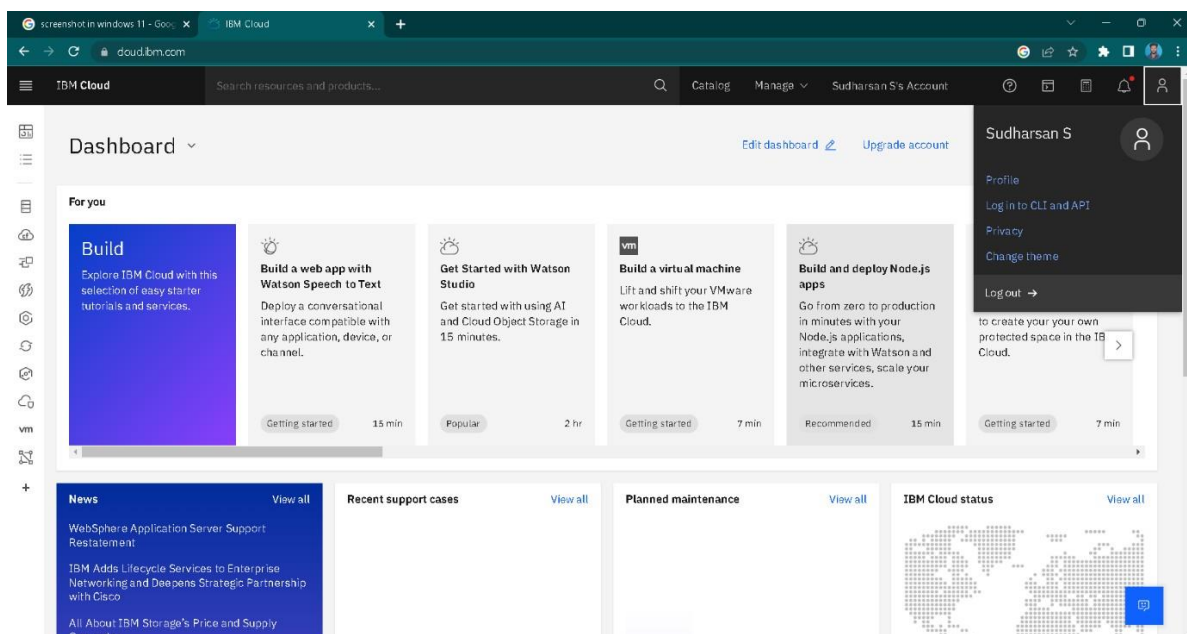 screenshot in windows 11 - Goog
IBM Cloud
cloud.ibm.com
IBM Cloud
Search resources and products...
Catalog
Manage
Sudharsan S's Account
Dashboard
Edit dashboard
Upgrade account
Sudharsan S
Profile
Log in to CLI and API
Privacy
Change theme
Log out →
For you
Build
Explore IBM Cloud with this
selection of easy starter
tutorials and services.
Build a web app with
Watson Speech to Text
Deploy a conversational
interface compatible with
any application, device, or
channel.
Getting started
15 min
Get Started with Watson
Studio
Get started with using AI
and Cloud Object Storage in
15 minutes.
Popular
2 hr
vm
Build a virtual machine
Lift and shift your VMware
workloads to the IBM
Cloud.
Getting started
7 min
Build and deploy Node.js
apps
Go from zero to production
in minutes with your
Node.js applications,
integrate with Watson and
other services, scale your
microservices.
Recommended
15 min
to create your your own
protected space in the IB
Cloud.
Getting started
7 min
vm
News
View all
WebSphere Application Server Support
Restatement
IBM Adds Lifecycle Services to Enterprise
Networking and Deepens Strategic Partnership
with Cisco
All About IBM Storage's Price and Supply
Recent support cases
View all
Planned maintenance
View all
IBM Cloud status
View all